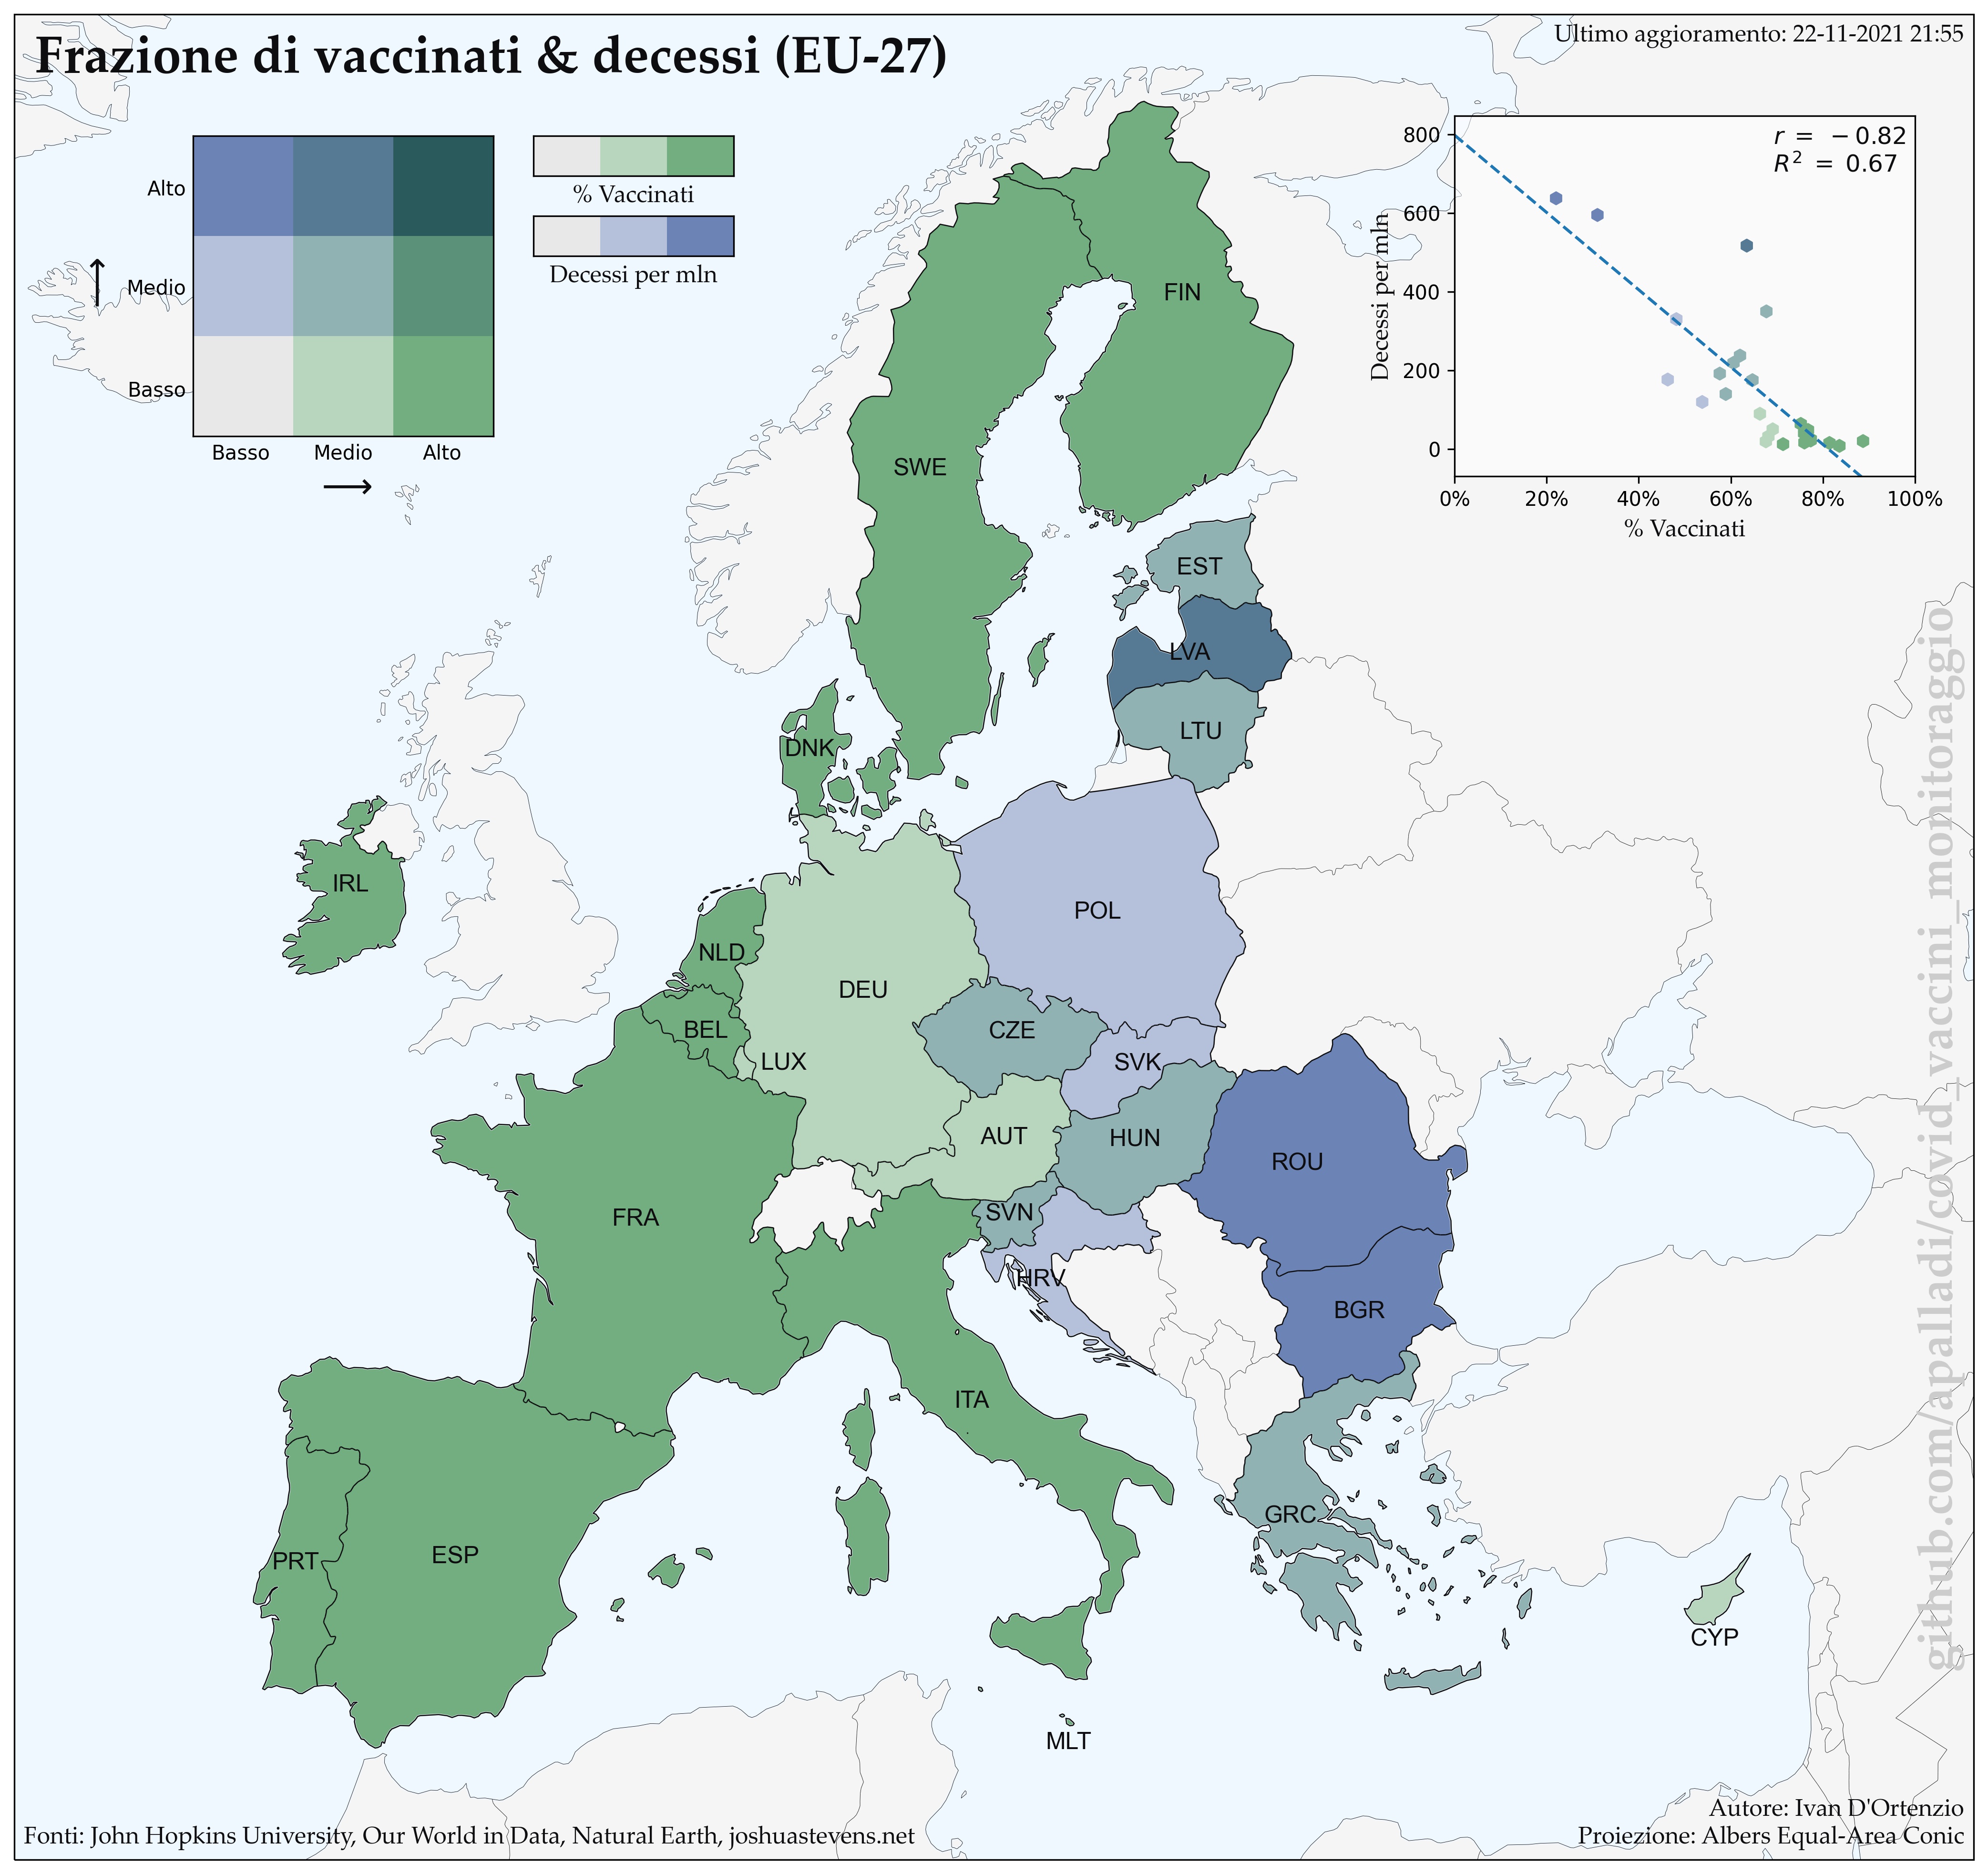 Frazione di vaccinati & decessi (EU-27)
Ultimo aggioramento: 22-11-2021 21:55
Alto
Medio
Basso
Basso Medio Alto
% Vaccinati
Decessi per mln
r = −0.82
R² = 0.67
800
600
400
200
0
Decessi per mln
0% 20% 40% 60% 80% 100%
% Vaccinati
FIN
SWE
EST
LVA
LTU
DNK
IRL
POL
NLD
DEU
BEL
CZE
LUX
SVK
AUT
HUN
ROU
FRA
SVN
HRV
BGR
ITA
GRC
PRT
ESP
CYP
MLT
github.com/apalladi/covid_vaccini_monitoraggio
Fonti: John Hopkins University, Our World in Data, Natural Earth, joshuastevens.net
Autore: Ivan D'Ortenzio
Proiezione: Albers Equal-Area Conic